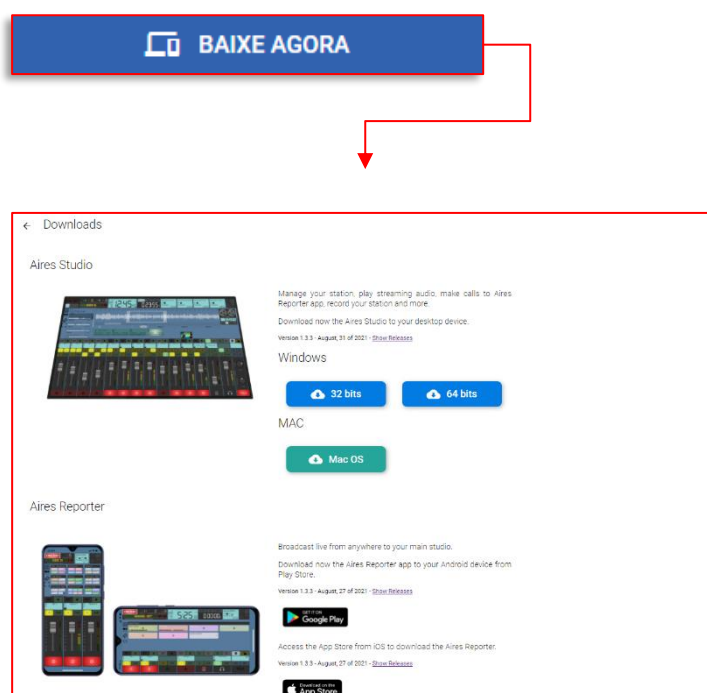 BAIXE AGORA
← Downloads
Aires Studio
Manage your station, play streaming audio, make calls to Aires
Reporter app, record your station and more.
Download now the Aires Studio to your desktop device.
Version 1.3.3 - August, 31 of 2021 - Show Releases
Windows
32 bits
64 bits
MAC
Mac OS
Aires Reporter
Broadcast live from anywhere to your main studio.
Download now the Aires Reporter app to your Android device from
Play Store.
Version 1.3.3 - August, 27 of 2021 - Show Releases
GET IT ON
Google Play
Access the App Store from iOS to download the Aires Reporter.
Version 1.3.3 - August, 27 of 2021 - Show Releases
Download on the
App Store